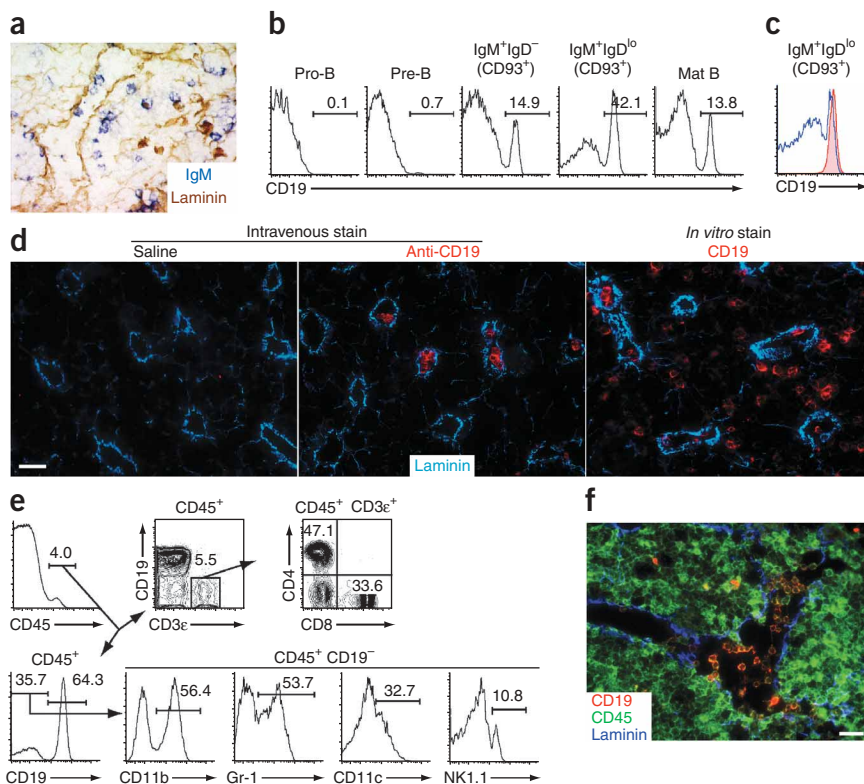 a
IgM
Laminin
b
Pro-B
Pre-B
IgM⁺IgD⁻
(CD93⁺)
IgM⁺IgDˡᵒ
(CD93⁺)
Mat B
0.1
0.7
14.9
42.1
13.8
CD19
c
IgM⁺IgDˡᵒ
(CD93⁺)
CD19
d
Intravenous stain
Saline
Anti-CD19
In vitro stain
CD19
Laminin
e
4.0
CD45
CD45⁺
5.5
CD19
CD3ε
CD45⁺ CD3ε⁺
47.1
33.6
CD4
CD8
CD45⁺
35.7 64.3
CD19
CD45⁺ CD19⁻
56.4
53.7
32.7
10.8
CD11b
Gr-1
CD11c
NK1.1
f
CD19
CD45
Laminin